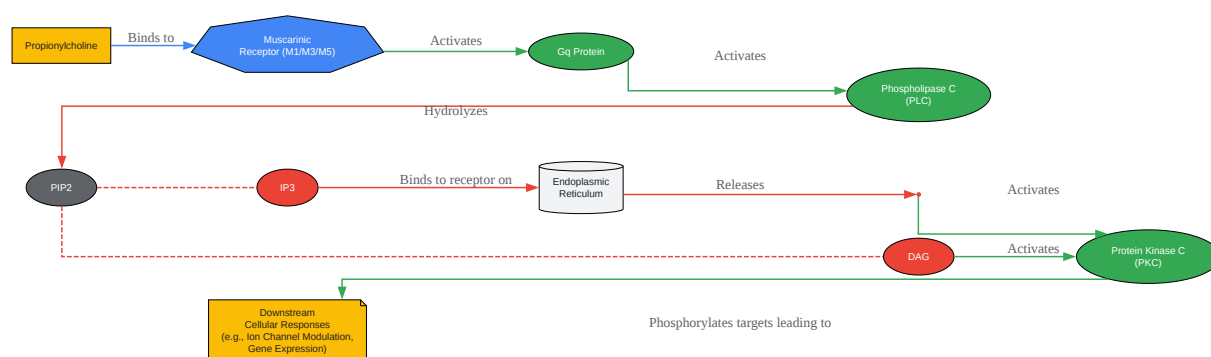 Propionylcholine
Binds to
Muscarinic
Receptor (M1/M3/M5)
Activates
Gq Protein
Activates
Phospholipase C
(PLC)
Hydrolyzes
PIP2
IP3
Binds to receptor on
Endoplasmic
Reticulum
Releases
Activates
DAG
Activates
Protein Kinase C
(PKC)
Downstream
Cellular Responses
(e.g., Ion Channel Modulation,
Gene Expression)
Phosphorylates targets leading to